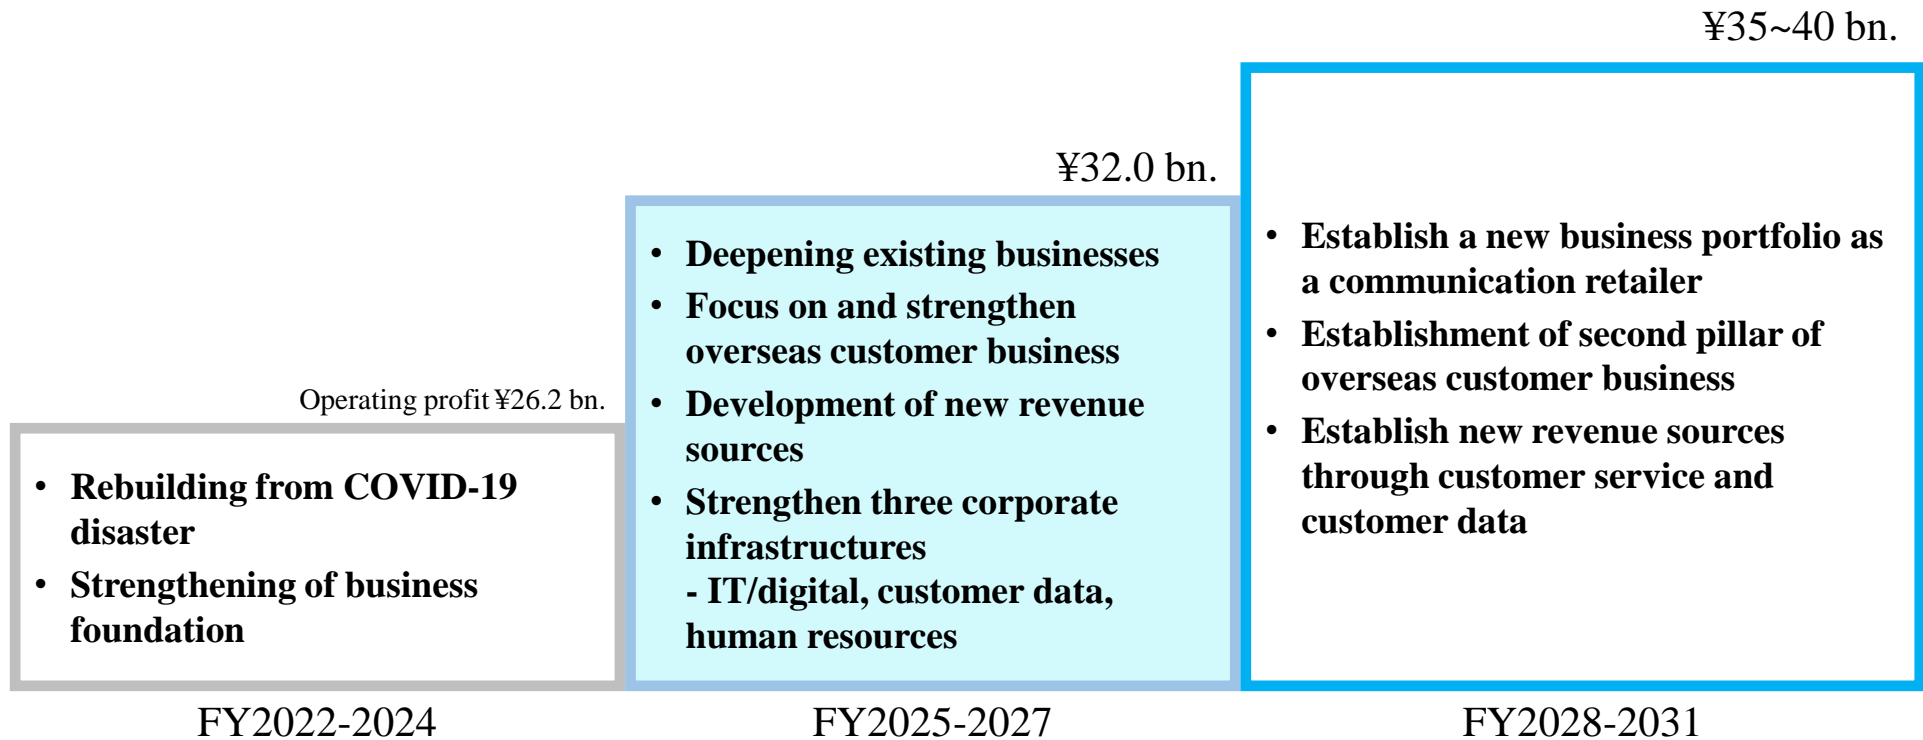 Operating profit ¥26.2 bn.
• Rebuilding from COVID-19
disaster
• Strengthening of business
foundation
FY2022-2024
¥32.0 bn.
• Deepening existing businesses
• Focus on and strengthen
overseas customer business
• Development of new revenue
sources
• Strengthen three corporate
infrastructures
- IT/digital, customer data,
human resources
FY2025-2027
¥35~40 bn.
• Establish a new business portfolio as
a communication retailer
• Establishment of second pillar of
overseas customer business
• Establish new revenue sources
through customer service and
customer data
FY2028-2031